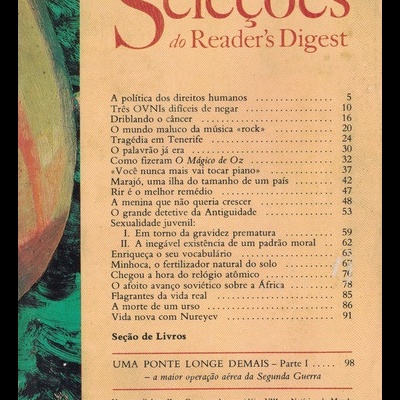 Seleções
do Reader's Digest
A política dos direitos humanos ................ 5
Três OVNIs difíceis de negar ................ 10
Driblando o câncer ................ 16
O mundo maluco da música «rock» ................ 20
Tragédia em Tenerife ................ 24
O palavrão já era ................ 30
Como fizeram O Mágico de Oz ................ 32
«Você nunca mais vai tocar piano» ................ 37
Marajó, uma ilha do tamanho de um país ................ 42
Rir é o melhor remédio ................ 47
A menina que não queria crescer ................ 48
O grande detetive da Antiguidade ................ 53
Sexualidade juvenil:
I. Em torno da gravidez prematura ................ 59
II. A inegável existência de um padrão moral .... 62
Enriqueça o seu vocabulário ................ 65
Minhoca, o fertilizador natural do solo ................ 67
Chegou a hora do relógio atômico ................ 76
O afoito avanço soviético sobre a África ................ 78
Flagrantes da vida real ................ 85
A morte de um urso ................ 86
Vida nova com Nureyev ................ 91
Seção de Livros
UMA PONTE LONGE DEMAIS – Parte I ..... 98
– a maior operação aérea da Segunda Guerra